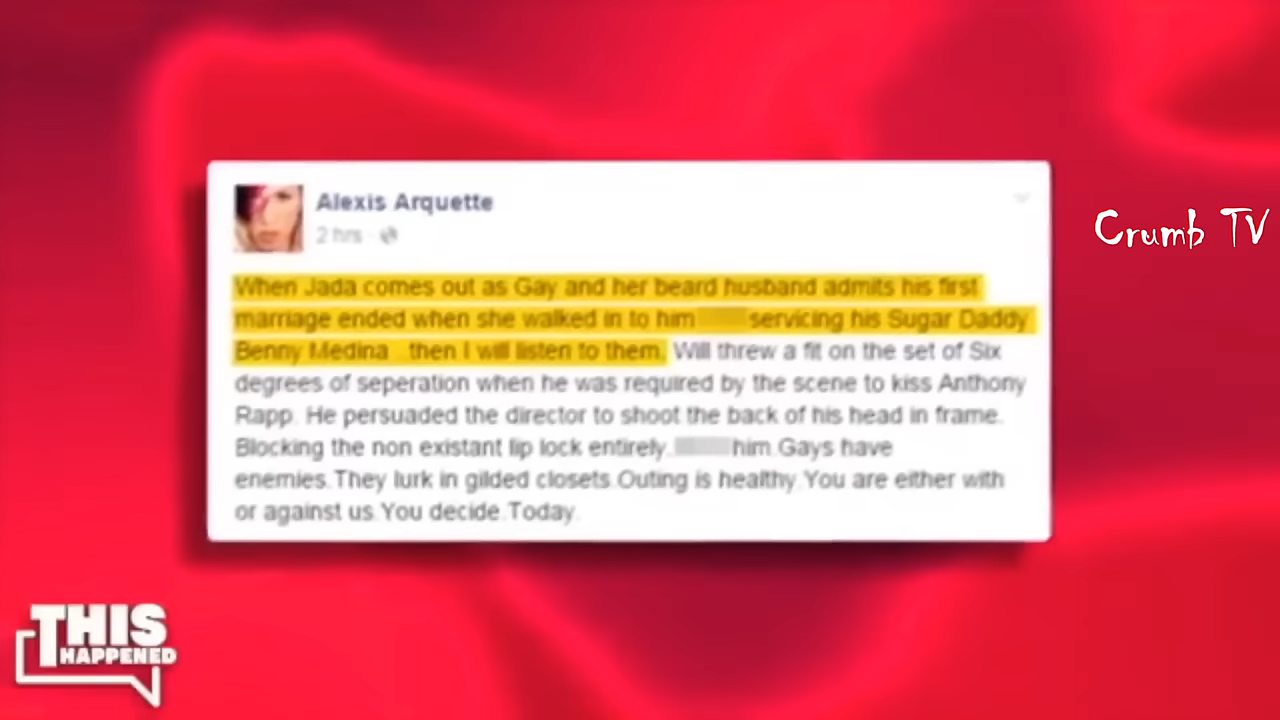 Alexis Arquette
2 hrs
Crumb TV
When Jada comes out as Gay and her beard husband admits his first
marriage ended when she walked in to him servicing his Sugar Daddy
Benny Medina ..then I will listen to them. Will threw a fit on the set of Six
degrees of seperation when he was required by the scene to kiss Anthony
Rapp. He persuaded the director to shoot the back of his head in frame.
Blocking the non existant lip lock entirely. him.Gays have
enemies.They lurk in gilded closets.Outing is healthy.You are either with
or against us.You decide.Today.
THIS
HAPPENED